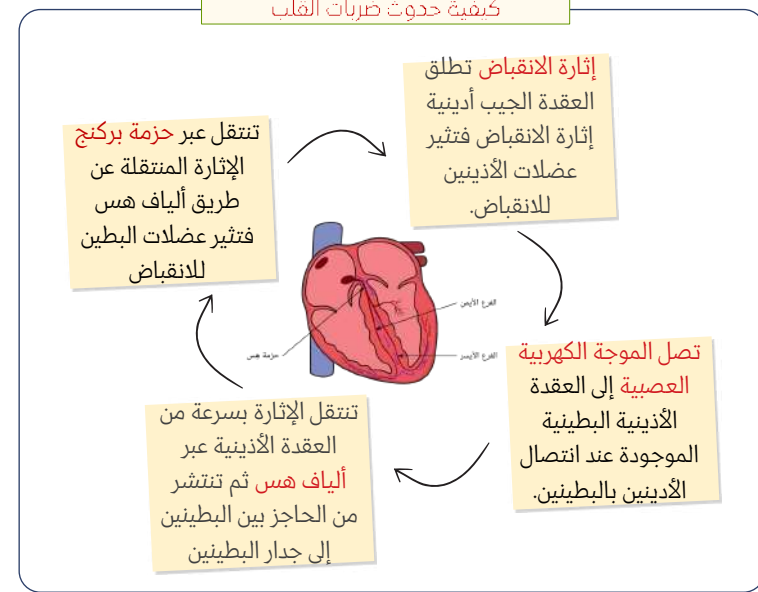 كيفية حدوث ضربات القلب
إثارة الانقباض تطلق
العقدة الجيب أدينية
إثارة الانقباض فتثير
عضلات الأذينين
للانقباض.
تصل الموجة الكهربية
العصبية إلى العقدة
الأذينية البطينية
الموجودة عند انتصال
الأدينين بالبطينين.
تنتقل الإثارة بسرعة من
العقدة الأذينية عبر
ألياف هس ثم تنتشر
من الحاجز بين البطينين
إلى جدار البطينين
تنتقل عبر حزمة بركنج
الإثارة المنتقلة عن
طريق ألياف هس
فتثير عضلات البطين
للانقباض
الفرع الأيمن
الفرع الأيسر
حزمة هس